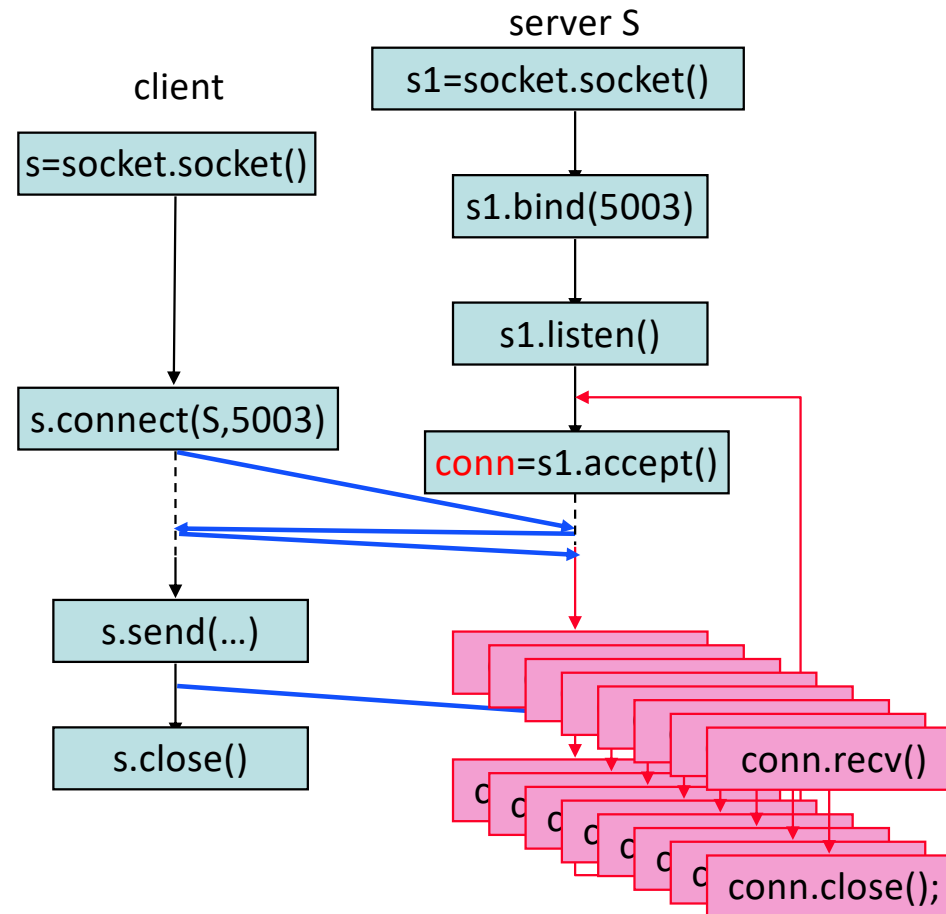 server S
client
s1=socket.socket()
s=socket.socket()
s1.bind(5003)
s1.listen()
s.connect(S,5003)
conn=s1.accept()
s.send(…)
s.close()
conn.recv()
c
c
c
c
c
c
c
conn.close();